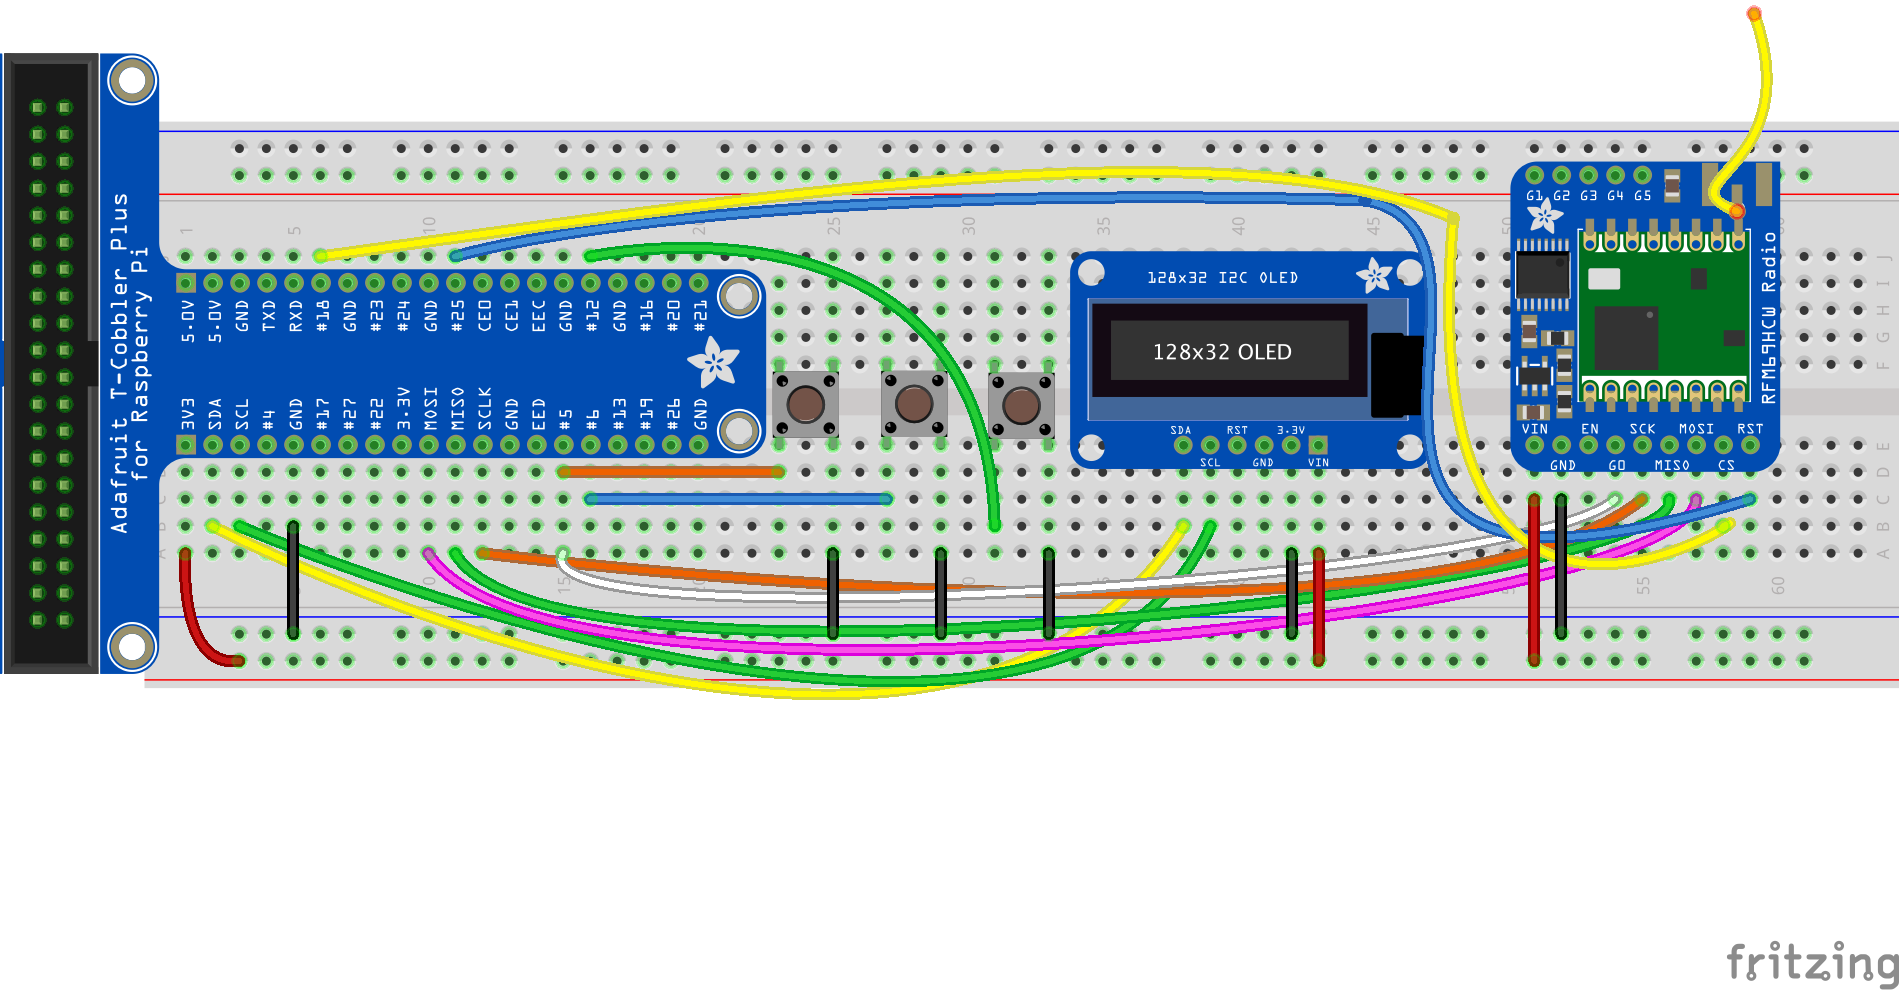 Adafruit T-Cobbler Plus
for Raspberry Pi
1 5 10 20 25 30 35 40 45 50
5.0V 5.0V GND TXD RXD #18 GND #23 #24 GND #25 CE0 CE1 EEC GND #12 GND #16 #20 #21
3V3 SDA SCL #4 GND #17 #27 #22 3.3V MOSI MISO SCLK GND EED #5 #6 #13 #19 #26 GND
128x32 I2C OLED
128x32 OLED
SDA SCL RST GND 3.3V VIN
G1 G2 G3 G4 G5
RFM69HCW Radio
VIN GND EN G0 SCK MISO MOSI CS RST
J
I
H
G
F
E
D
C
B
A
15 30 55 60
fritzing